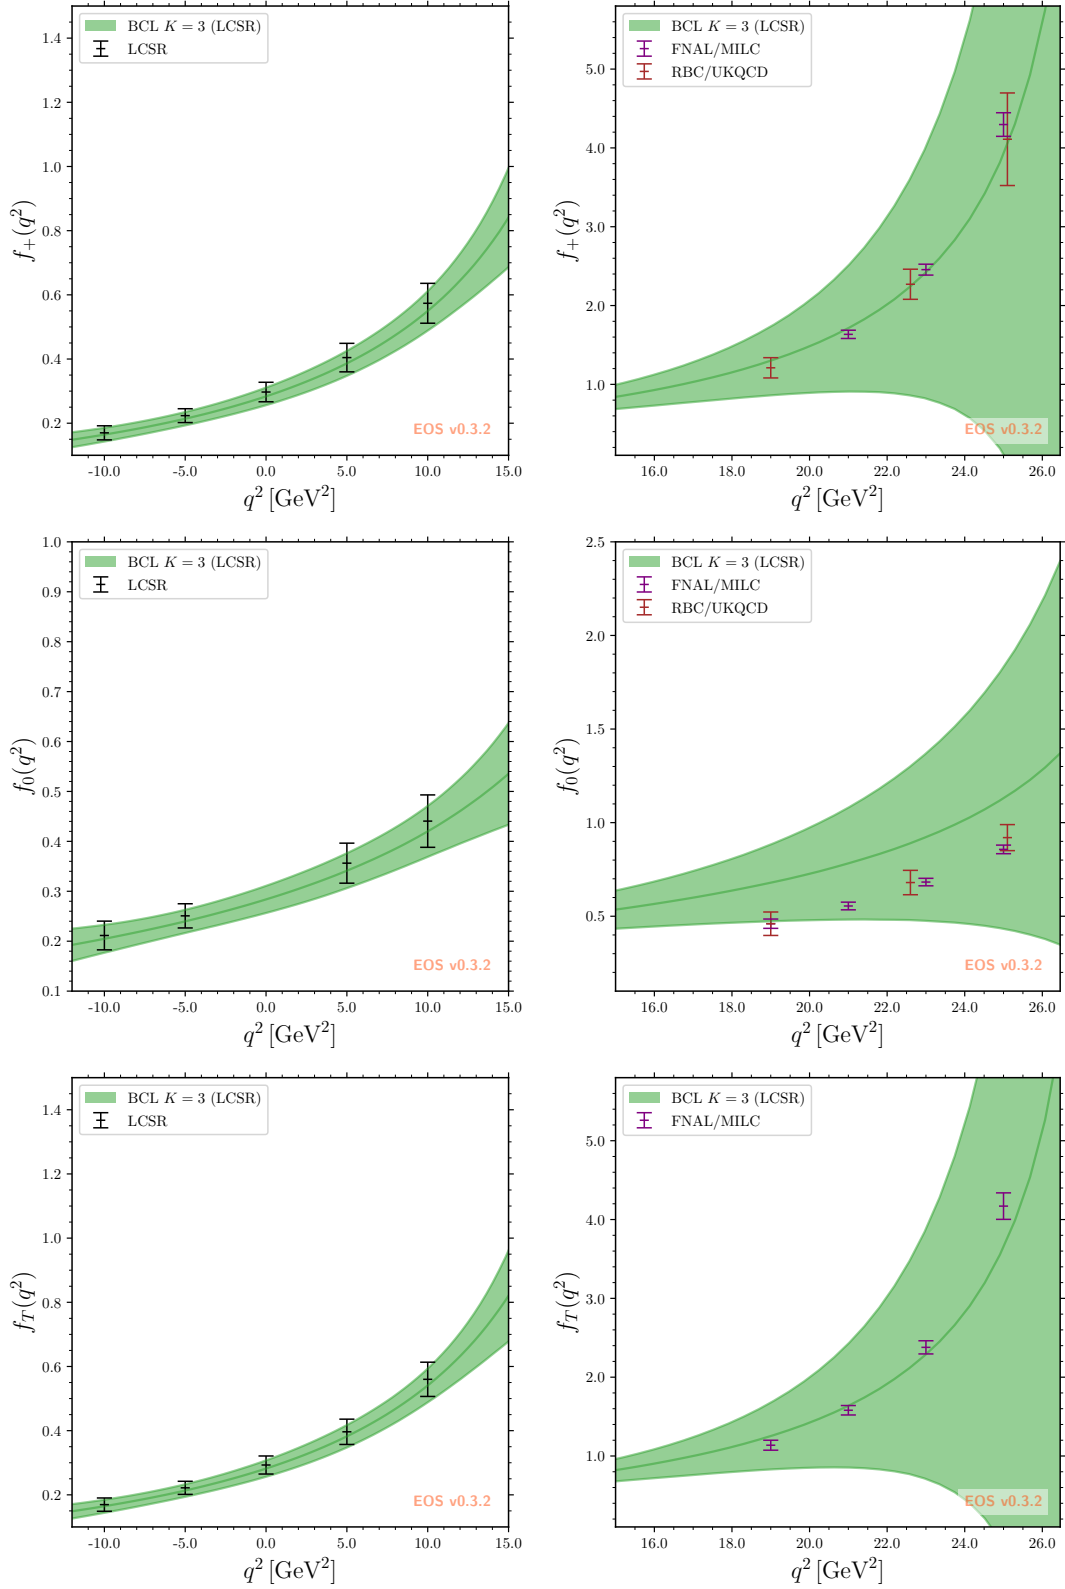 BCL K = 3 (LCSR)
LCSR
1.4
1.2
1.0
0.8
0.6
0.4
0.2
f+(q²)
EOS v0.3.2
-10.0 -5.0 0.0 5.0 10.0 15.0
q² [GeV²]
BCL K = 3 (LCSR)
FNAL/MILC
RBC/UKQCD
5.0
4.0
3.0
2.0
1.0
f+(q²)
EOS v0.3.2
16.0 18.0 20.0 22.0 24.0 26.0
q² [GeV²]
BCL K = 3 (LCSR)
LCSR
1.0
0.9
0.8
0.7
0.6
0.5
0.4
0.3
0.2
0.1
f₀(q²)
EOS v0.3.2
-10.0 -5.0 0.0 5.0 10.0 15.0
q² [GeV²]
BCL K = 3 (LCSR)
FNAL/MILC
RBC/UKQCD
2.5
2.0
1.5
1.0
0.5
f₀(q²)
EOS v0.3.2
16.0 18.0 20.0 22.0 24.0 26.0
q² [GeV²]
BCL K = 3 (LCSR)
LCSR
1.4
1.2
1.0
0.8
0.6
0.4
0.2
f_T(q²)
EOS v0.3.2
-10.0 -5.0 0.0 5.0 10.0 15.0
q² [GeV²]
BCL K = 3 (LCSR)
FNAL/MILC
5.0
4.0
3.0
2.0
1.0
f_T(q²)
EOS v0.3.2
16.0 18.0 20.0 22.0 24.0 26.0
q² [GeV²]